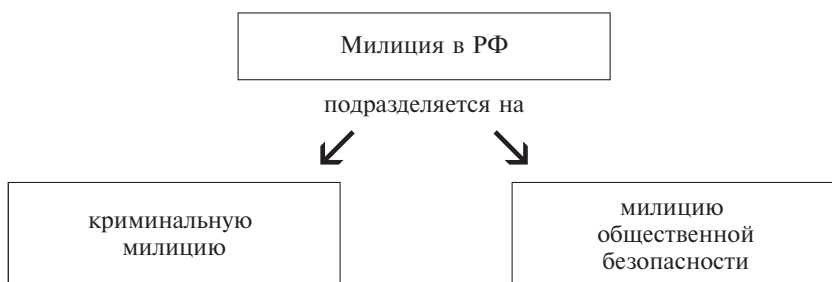 Милиция в РФ
подразделяется на
криминальную
милицию
милицию
общественной
безопасности